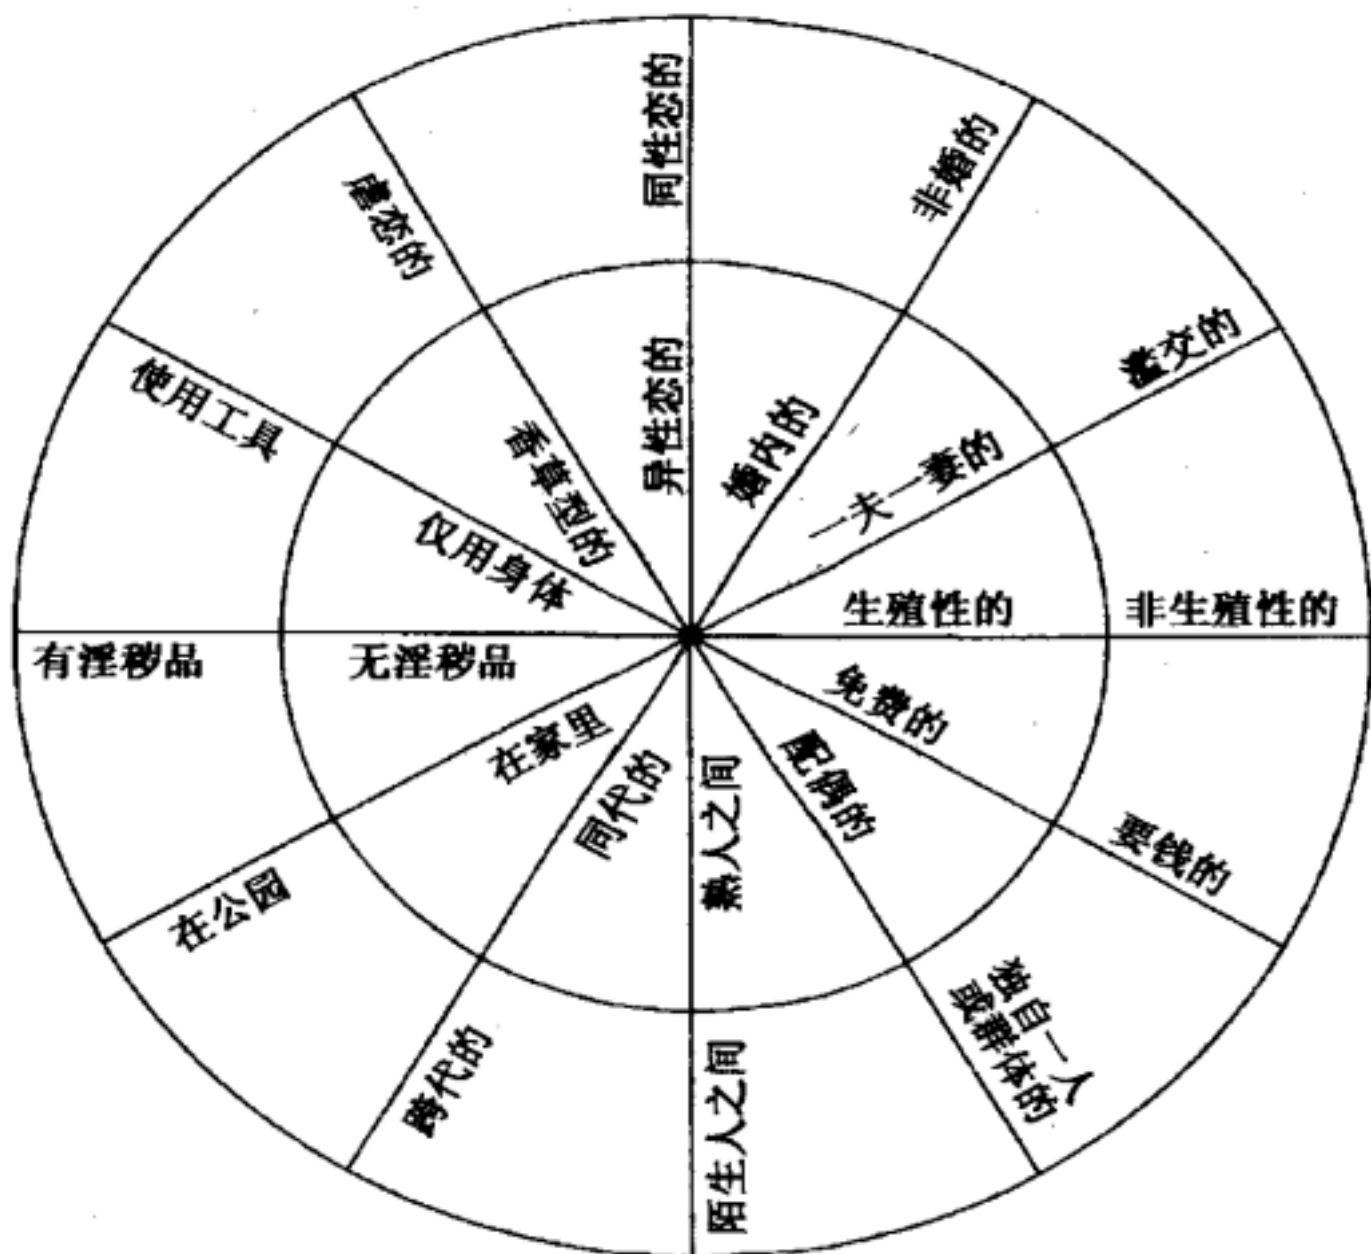 同性恋的
异性恋的
非婚的
婚内的
滥交的
一夫一妻的
非生殖性的
生殖性的
要钱的
免费的
独自一人
或群体的
配偶的
陌生人之间
熟人之间
跨代的
同代的
在公园
在家里
有淫秽品
无淫秽品
使用工具
仅用身体
虐恋的
香草型的